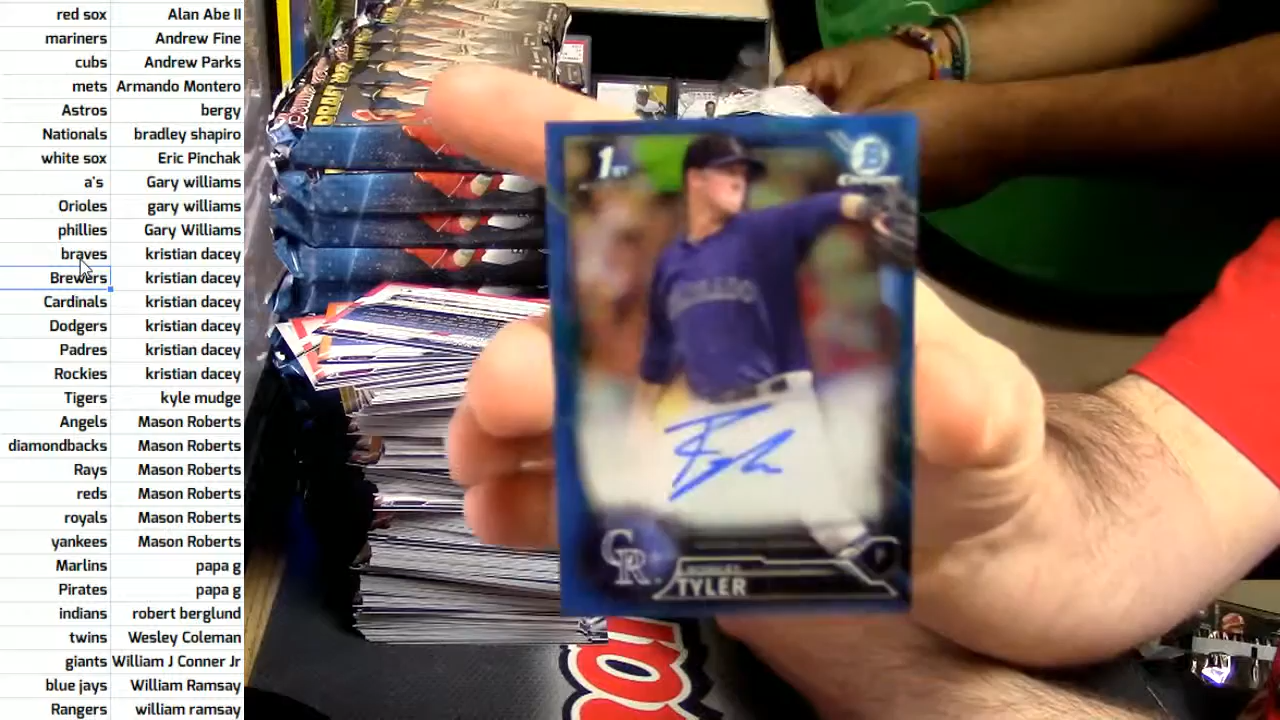 red sox Alan Abe II
mariners Andrew Fine
cubs Andrew Parks
mets Armando Montero
Astros bergy
Nationals bradley shapiro
white sox Eric Pinchak
a's Gary williams
Orioles gary williams
phillies Gary Williams
braves kristian dacey
Brewers kristian dacey
Cardinals kristian dacey
Dodgers kristian dacey
Padres kristian dacey
Rockies kristian dacey
Tigers kyle mudge
Angels Mason Roberts
diamondbacks Mason Roberts
Rays Mason Roberts
reds Mason Roberts
royals Mason Roberts
yankees Mason Roberts
Marlins papa g
Pirates papa g
indians robert berglund
twins Wesley Coleman
giants William J Conner Jr
blue jays William Ramsay
Rangers william ramsay
1ST
B
COLORADO
CR
TYLER